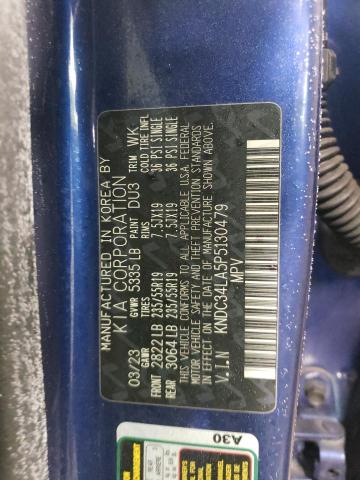 MANUFACTURED IN KOREA BY
KIA CORPORATION
03/23 GVWR 5335 LB PAINT DU3 TRIM WK
GAWR TIRES RIMS COLD TIRE INFL
FRONT 2822 LB 235/55R19 7.5JX19 36 PSI SINGLE
REAR 3064 LB 235/55R19 7.5JX19 36 PSI SINGLE
THIS VEHICLE CONFORMS TO ALL APPLICABLE U.S.A FEDERAL
MOTOR VEHICLE SAFETY AND THEFT PREVENTION STANDARDS
IN EFFECT ON THE DATE OF MANUFACTURE SHOWN ABOVE.
V.I.N KNDC34LA5P5130479
MPV
A30
REAR